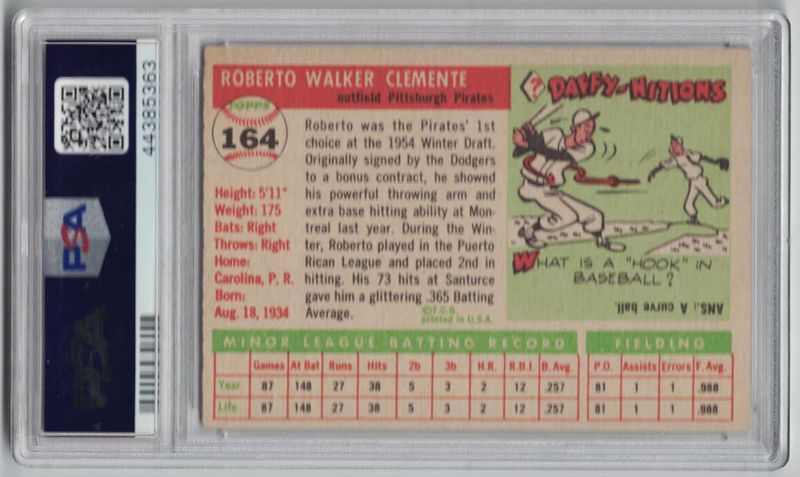 44385363
PSA
PSA
ROBERTO WALKER CLEMENTE
outfield Pittsburgh Pirates
TOPPS
164
Height: 5'11"
Weight: 175
Bats: Right
Throws: Right
Home:
Carolina, P. R.
Born:
Aug. 18, 1934
Roberto was the Pirates' 1st
choice at the 1954 Winter Draft.
Originally signed by the Dodgers
to a bonus contract, he showed
his powerful throwing arm and
extra base hitting ability at Mon-
treal last year. During the Win-
ter, Roberto played in the Puerto
Rican League and placed 2nd in
hitting. His 73 hits at Santurce
gave him a glittering .365 Batting
Average.
©T.C.G.
printed in U.S.A.
? DAFFY-NITIONS
WHAT IS A "HOOK" IN
BASEBALL?
ANS.: A curve ball.
MINOR LEAGUE BATTING RECORD FIELDING
Games At Bat Runs Hits 2b 3b H.R. R.B.I. B. Avg. P.O. Assists Errors F. Avg.
Year 87 148 27 38 5 3 2 12 .257 81 1 1 .988
Life 87 148 27 38 5 3 2 12 .257 81 1 1 .988